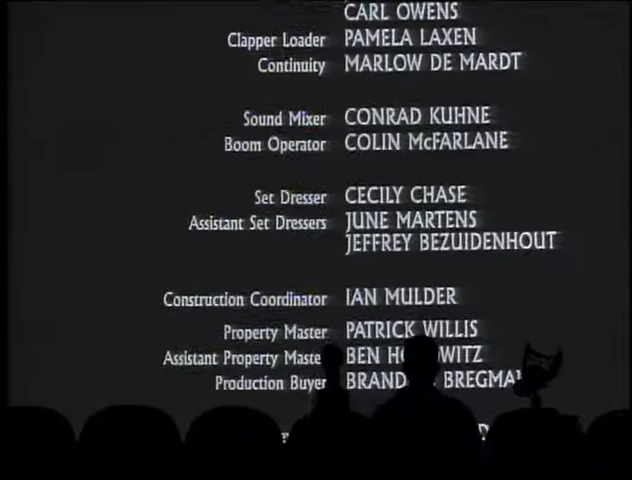 CARL OWENS
Clapper Loader PAMELA LAXEN
Continuity MARLOW DE MARDT
Sound Mixer CONRAD KUHNE
Boom Operator COLIN McFARLANE
Set Dresser CECILY CHASE
Assistant Set Dressers JUNE MARTENS
JEFFREY BEZUIDENHOUT
Construction Coordinator IAN MULDER
Property Master PATRICK WILLIS
Assistant Property Maste BEN
Production Buyer